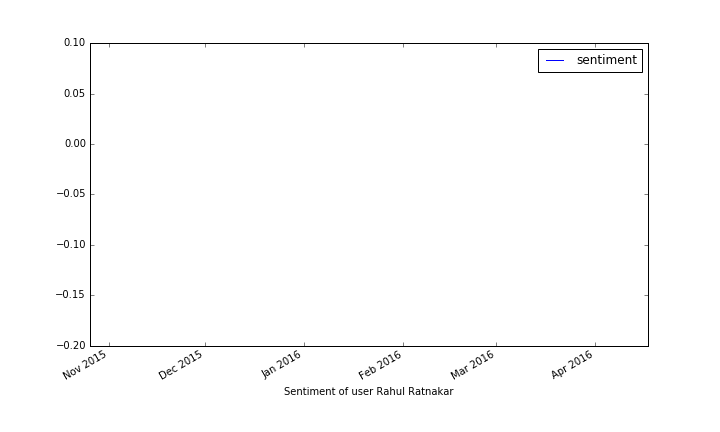 0.10
sentiment
0.05
0.00
−0.05
−0.10
−0.15
−0.20
Nov 2015
Dec 2015
Jan 2016
Feb 2016
Mar 2016
Apr 2016
Sentiment of user Rahul Ratnakar